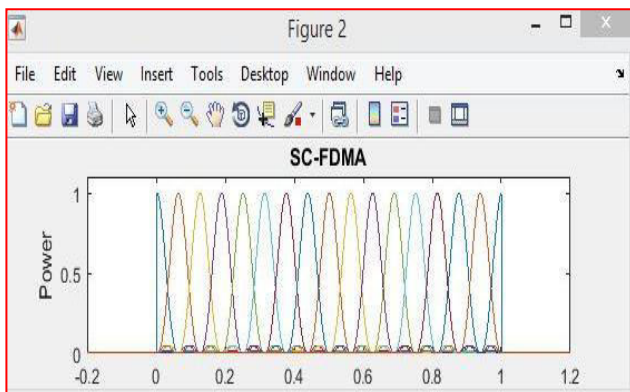 Figure 2
File Edit View Insert Tools Desktop Window Help
SC-FDMA
Power
1
0.5
0
-0.2 0 0.2 0.4 0.6 0.8 1 1.2